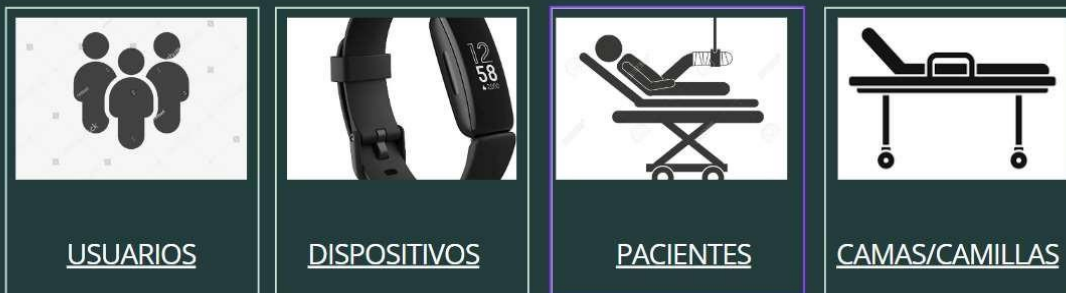 12
58
USUARIOS
DISPOSITIVOS
PACIENTES
CAMAS/CAMILLAS